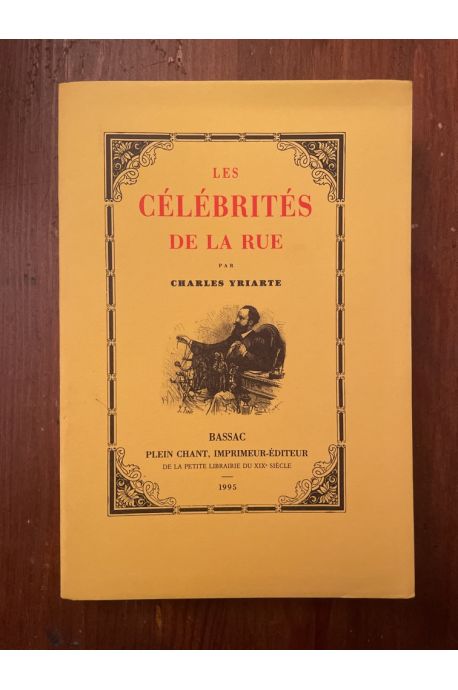 LES
CÉLÉBRITÉS
DE LA RUE
PAR
CHARLES YRIARTE
BASSAC
PLEIN CHANT, IMPRIMEUR-ÉDITEUR
DE LA PETITE LIBRAIRIE DU XIXe SIÈCLE
1995